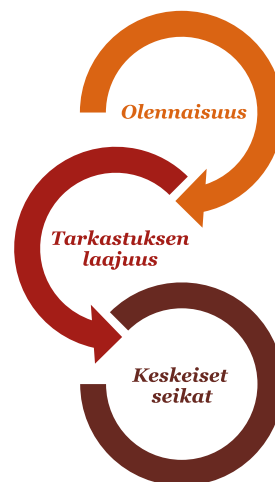 Olennaisuus
Tarkastuksen
laajuus
Keskeiset
seikat